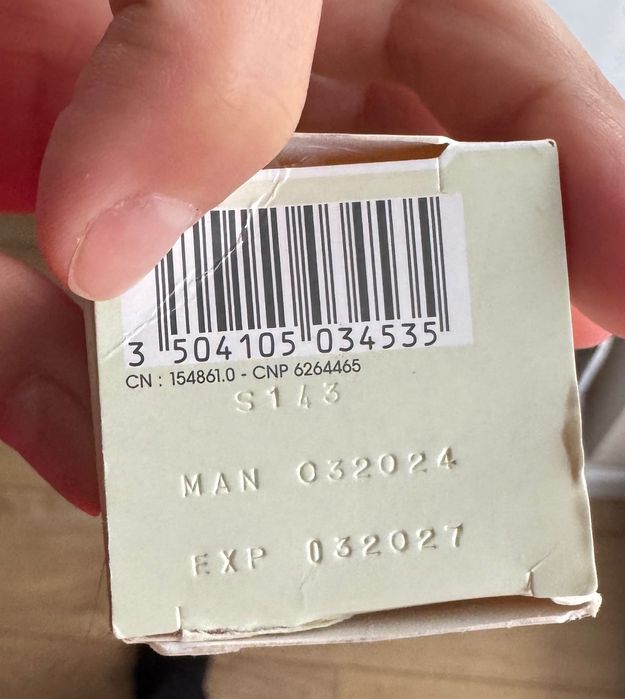 3 504105 034535
CN : 154861.0 - CNP 6264465
S143
MAN 032024
EXP 032027